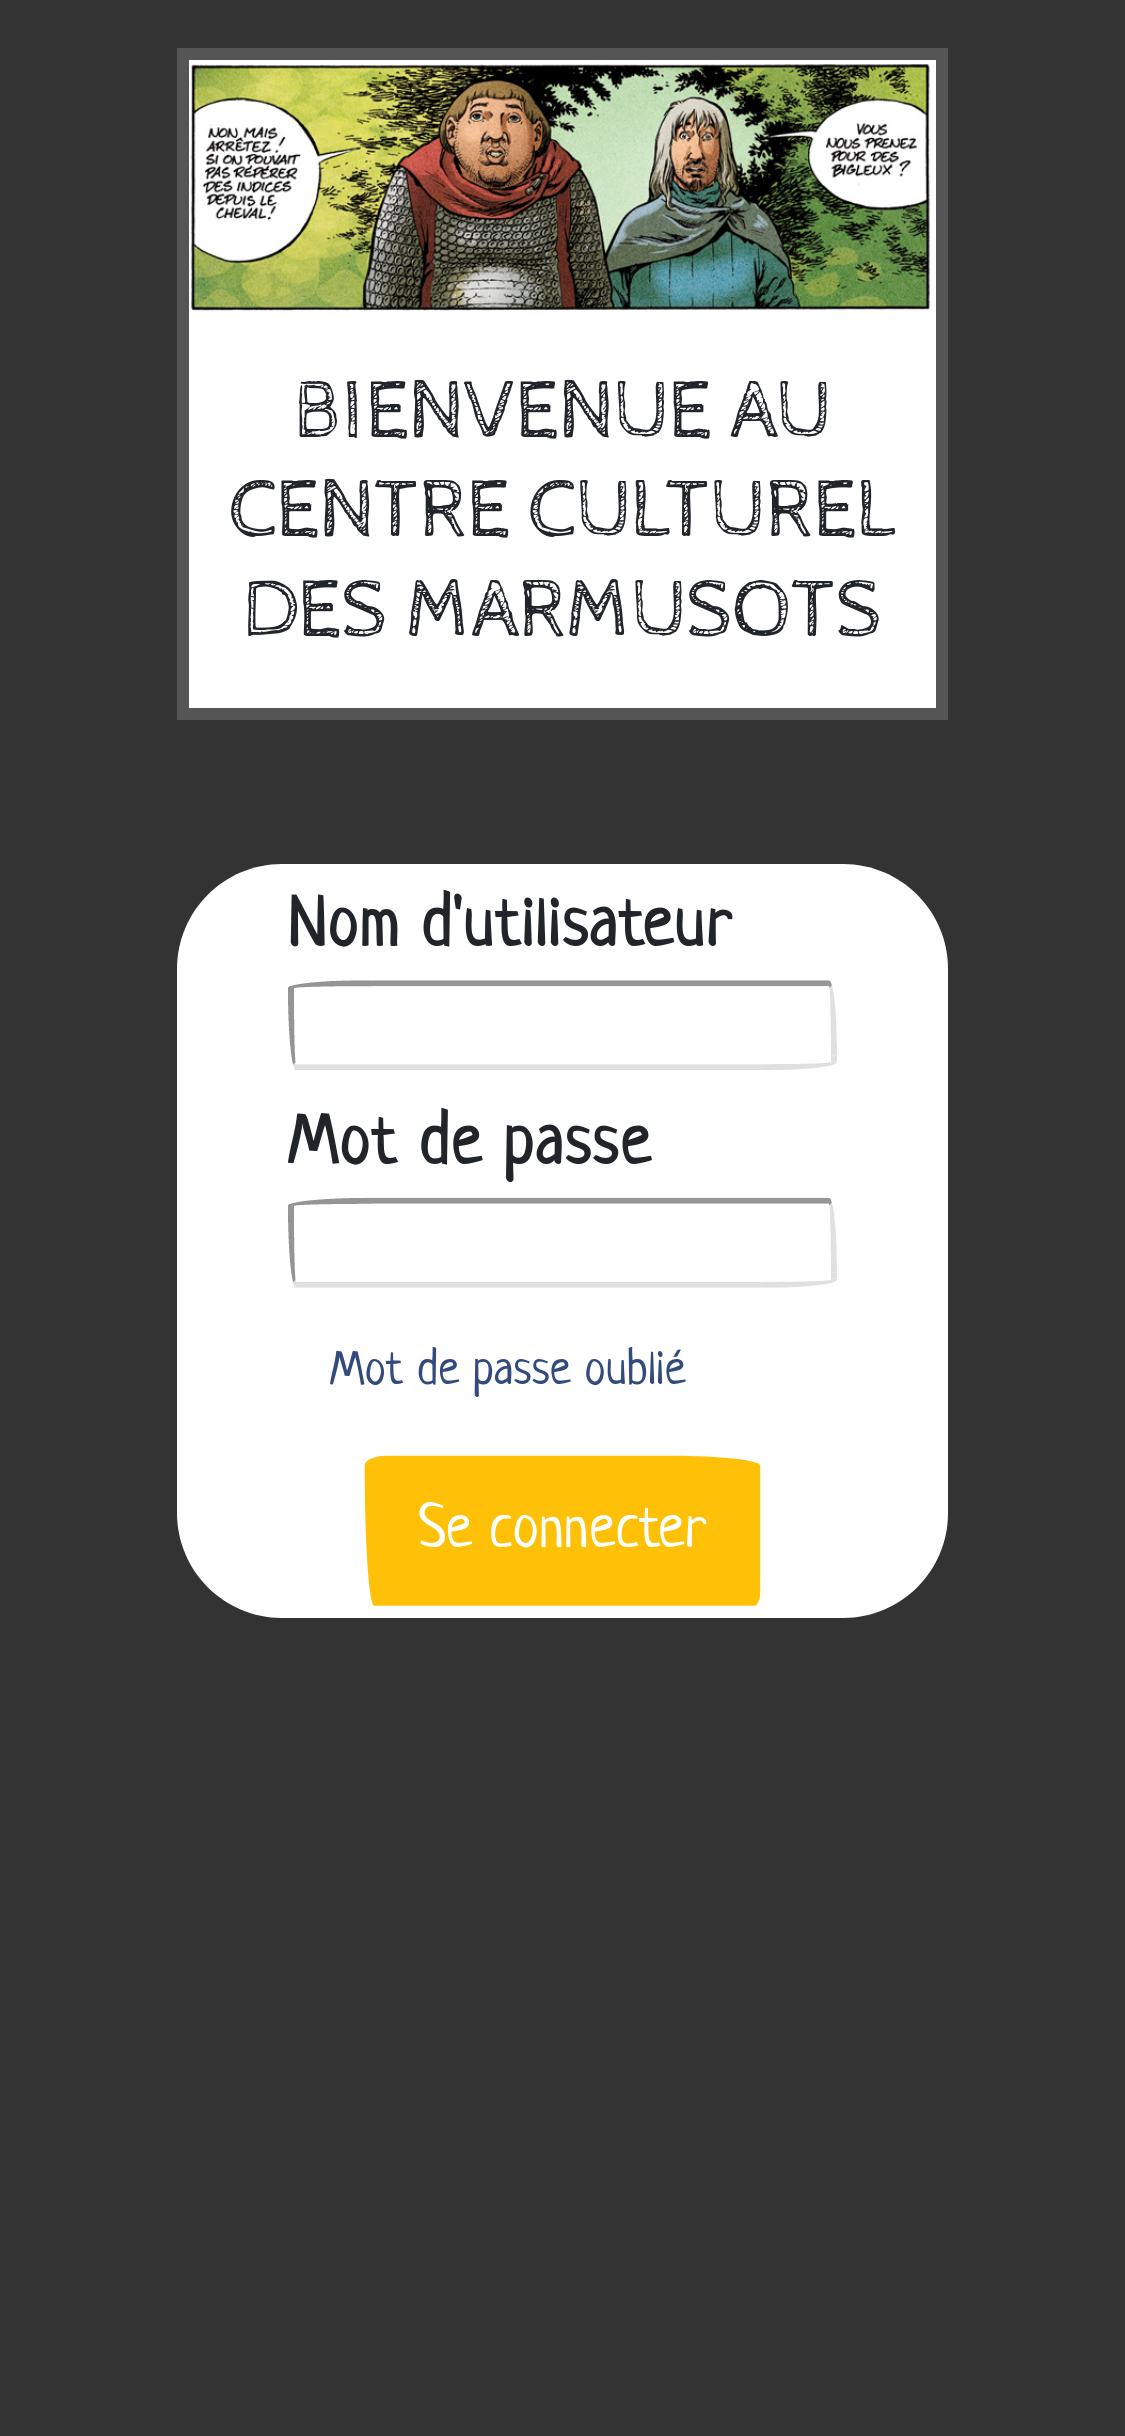 NON MAIS
ARRÊTEZ !
SI ON POUVAIT
PAS REPÉRER
DES INDICES
DEPUIS LE
CHEVAL !
VOUS
NOUS PRENEZ
POUR DES
BIGLEUX ?
BIENVENUE AU
CENTRE CULTUREL
DES MARMUSOTS
Nom d'utilisateur
Mot de passe
Mot de passe oublié
Se connecter